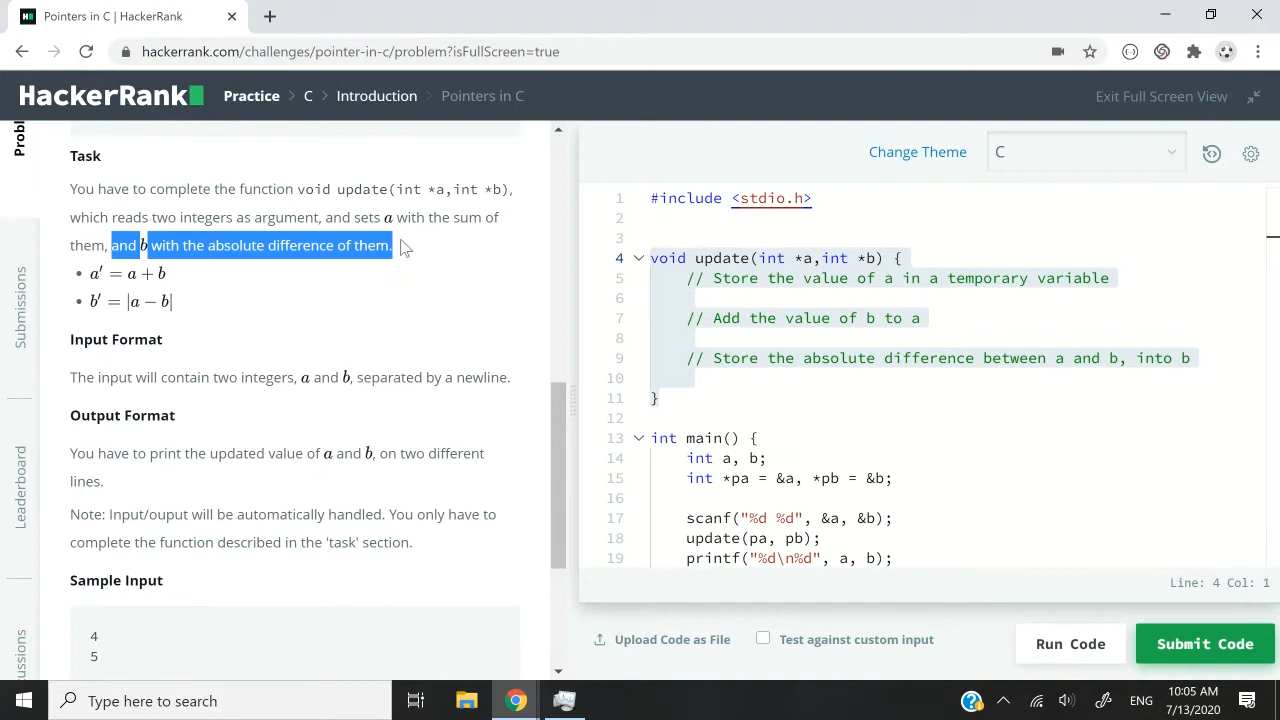 Pointers in C | HackerRank
hackerrank.com/challenges/pointer-in-c/problem?isFullScreen=true
HackerRank
Practice > C > Introduction > Pointers in C
Exit Full Screen View
Probl
Submissions
Leaderboard
ussions
Task
You have to complete the function void update(int *a,int *b),
which reads two integers as argument, and sets a with the sum of
them, and b with the absolute difference of them.
• a′ = a + b
• b′ = |a − b|
Input Format
The input will contain two integers, a and b, separated by a newline.
Output Format
You have to print the updated value of a and b, on two different
lines.
Note: Input/ouput will be automatically handled. You only have to
complete the function described in the 'task' section.
Sample Input
4
5
Change Theme
C
1 #include <stdio.h>
2
3
4 void update(int *a,int *b) {
5 // Store the value of a in a temporary variable
6
7 // Add the value of b to a
8
9 // Store the absolute difference between a and b, into b
10
11 }
12
13 int main() {
14 int a, b;
15 int *pa = &a, *pb = &b;
16
17 scanf("%d %d", &a, &b);
18 update(pa, pb);
19 printf("%d\n%d", a, b);
Line: 4 Col: 1
Upload Code as File
Test against custom input
Run Code
Submit Code
Type here to search
ENG
10:05 AM
7/13/2020